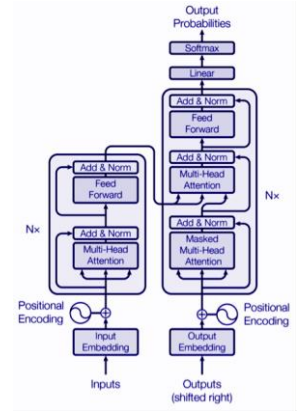 Output
Probabilities
Softmax
Linear
Add & Norm
Feed
Forward
Add & Norm
Multi-Head
Attention
Add & Norm
Masked
Multi-Head
Attention
N×
Positional
Encoding
Output
Embedding
Outputs
(shifted right)
Add & Norm
Feed
Forward
N×
Add & Norm
Multi-Head
Attention
Positional
Encoding
Input
Embedding
Inputs